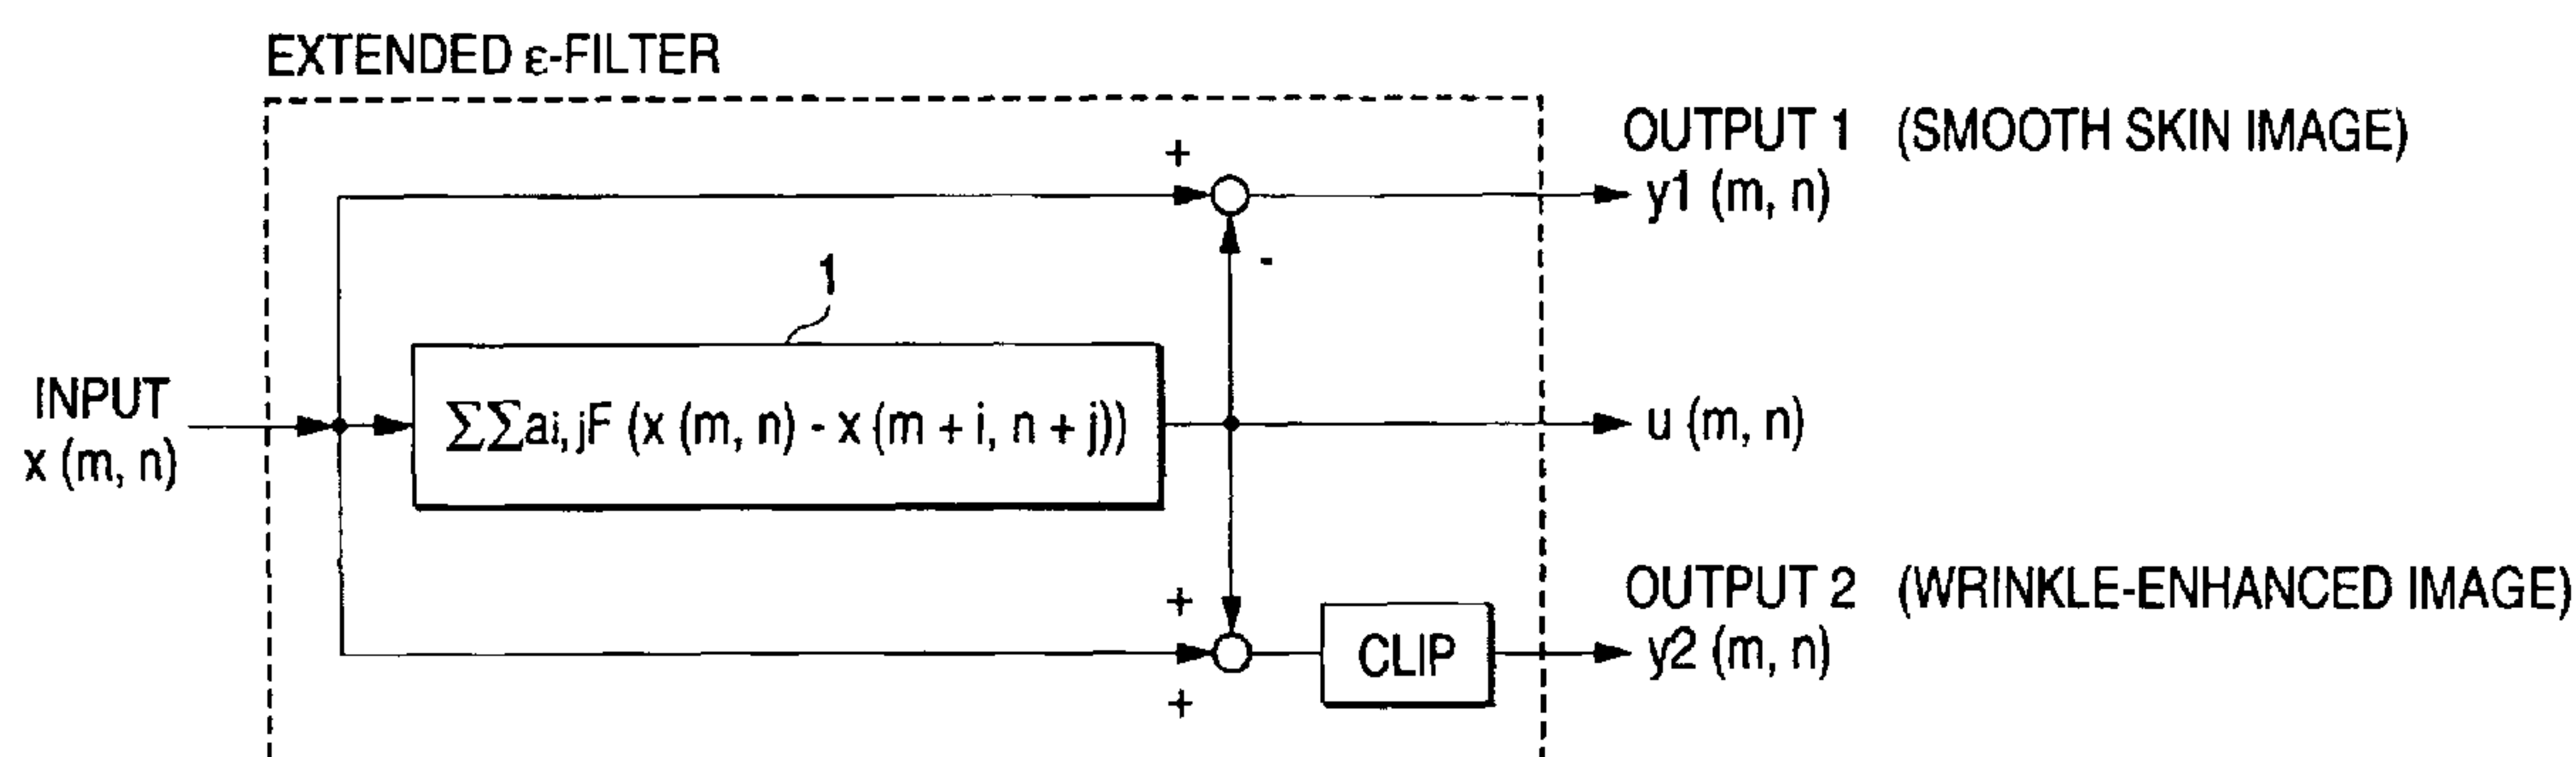 EXTENDED ε-FILTER
OUTPUT 1 (SMOOTH SKIN IMAGE)
+
y1 (m, n)
-
1
INPUT
x (m, n)
ΣΣai, jF (x (m, n) - x (m + i, n + j))
u (m, n)
+
OUTPUT 2 (WRINKLE-ENHANCED IMAGE)
CLIP
y2 (m, n)
+